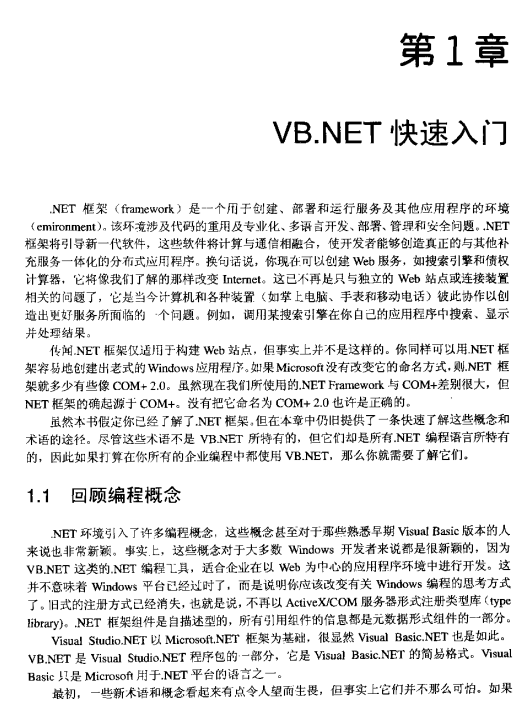 第1章
VB.NET 快速入门
.NET 框架（framework）是一个用于创建、部署和运行服务及其他应用程序的环境
（emironment）。该环境涉及代码的重用及专业化、多语言开发、部署、管理和安全问题。.NET
框架将引导新一代软件，这些软件将计算与通信相融合，使开发者能够创造真正的与其他补
充服务一体化的分布式应用程序。换句话说，你现在可以创建 Web 服务，如搜索引擎和债权
计算器，它将像我们了解的那样改变 Internet。这已不再是只与独立的 Web 站点或连接装置
相关的问题了，它是当今计算机和各种装置（如掌上电脑、手表和移动电话）彼此协作以创
造出更好服务所面临的一个问题。例如，调用某搜索引擎在你自己的应用程序中搜索、显示
并处理结果。
传闻.NET 框架仅适用于构建 Web 站点，但事实上并不是这样的。你同样可以用.NET 框
架容易地创建出老式的Windows应用程序。如果Microsoft没有改变它的命名方式,则.NET 框
架就多少有些像 COM+ 2.0。虽然现在我们所使用的.NET Framework 与 COM+差别很大，但
NET 框架的确起源于 COM+。没有把它命名为 COM+ 2.0 也许是正确的。
虽然本书假定你已经了解了.NET 框架,但在本章中仍旧提供了一条快速了解这些概念和
术语的途径。尽管这些术语不是 VB.NET 所特有的，但它们却是所有.NET 编程语言所特有
的，因此如果打算在你所有的企业编程中都使用 VB.NET，那么你就需要了解它们。
1.1 回顾编程概念
.NET 环境引入了许多编程概念，这些概念甚至对于那些熟悉早期 Visual Basic 版本的人
来说也非常新颖。事实上，这些概念对于大多数 Windows 开发者来说都是很新颖的，因为
VB.NET 这类的.NET 编程工具，适合企业在以 Web 为中心的应用程序环境中进行开发。这
并不意味着 Windows 平台已经过时了，而是说明你应该改变有关 Windows 编程的思考方式
了。旧式的注册方式已经消失，也就是说，不再以 ActiveX/COM 服务器形式注册类型库（type
library)。.NET 框架组件是自描述型的，所有引用组件的信息都是元数据形式组件的一部分。
Visual Studio.NET 以 Microsoft.NET 框架为基础，很显然 Visual Basic.NET 也是如此。
VB.NET 是 Visual Studio.NET 程序包的一部分，它是 Visual Basic.NET 的简易格式。Visual
Basic 只是 Microsoft 用于.NET 平台的语言之一。
最初，一些新术语和概念看起来有点令人望而生畏，但事实上它们并不那么可怕。如果